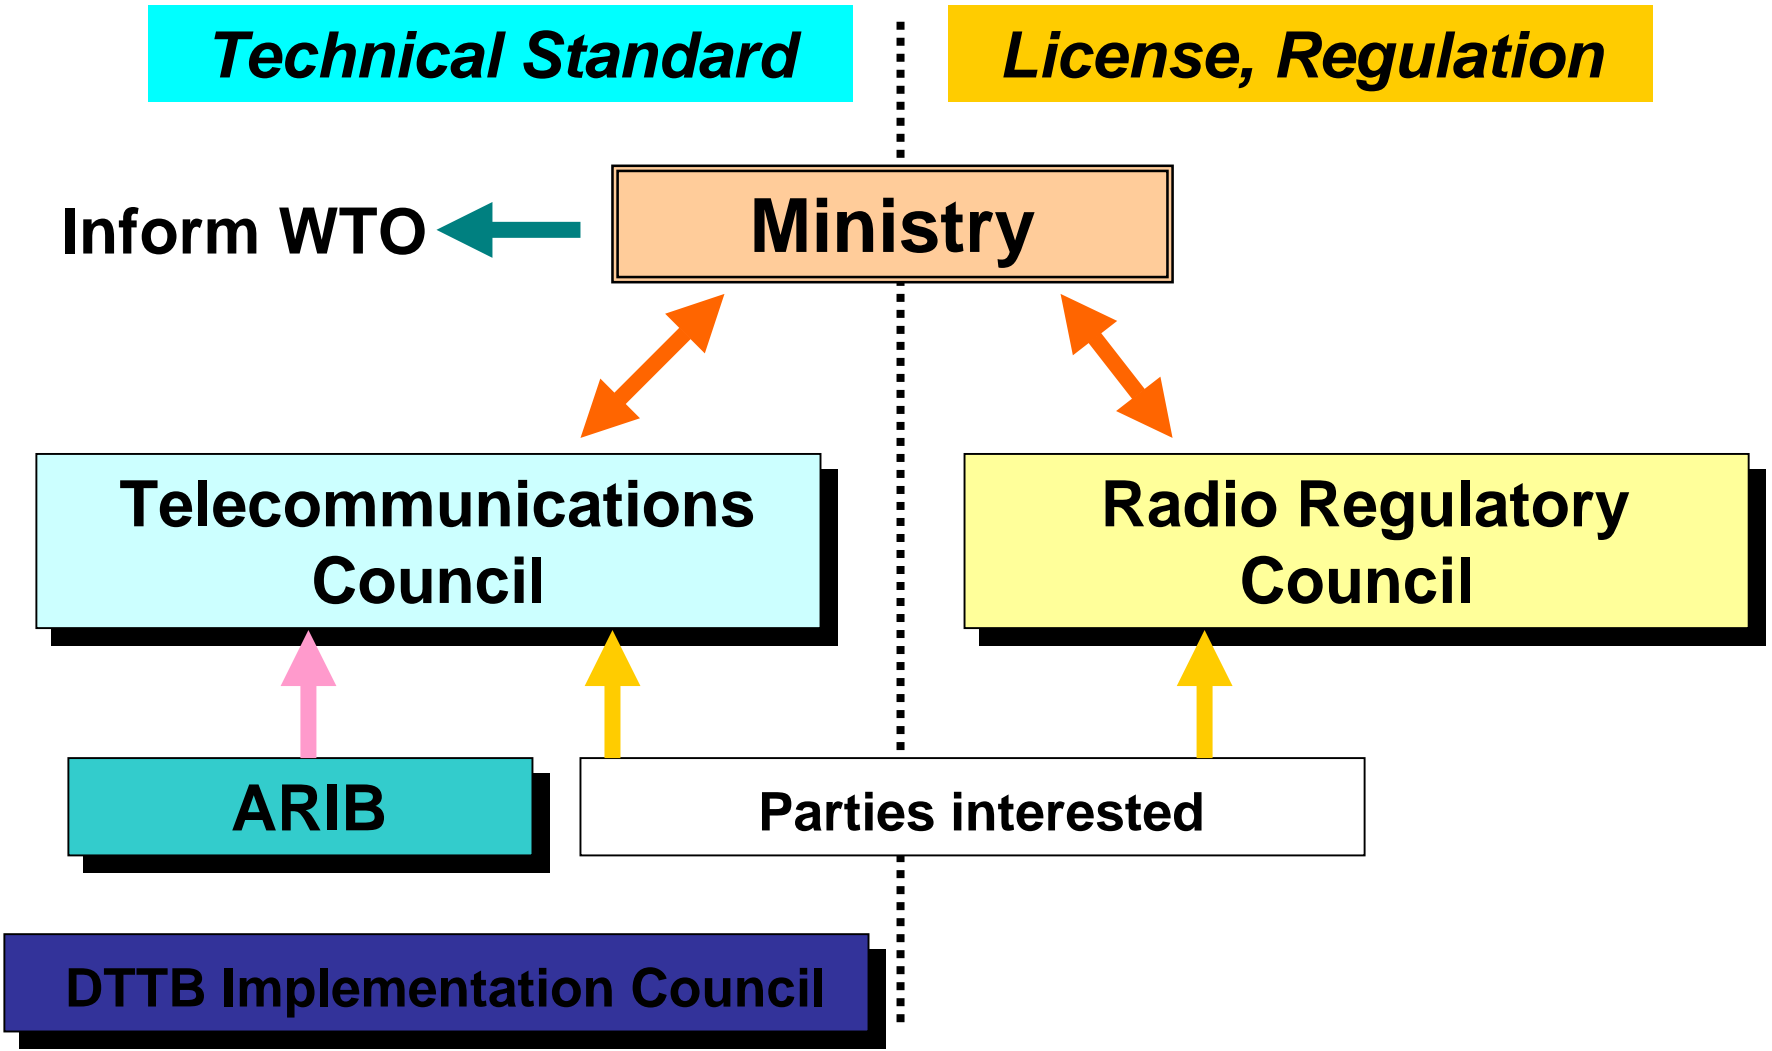 Technical Standard
License, Regulation
Inform WTO
Ministry
Telecommunications
Council
Radio Regulatory
Council
ARIB
Parties interested
DTTB Implementation Council